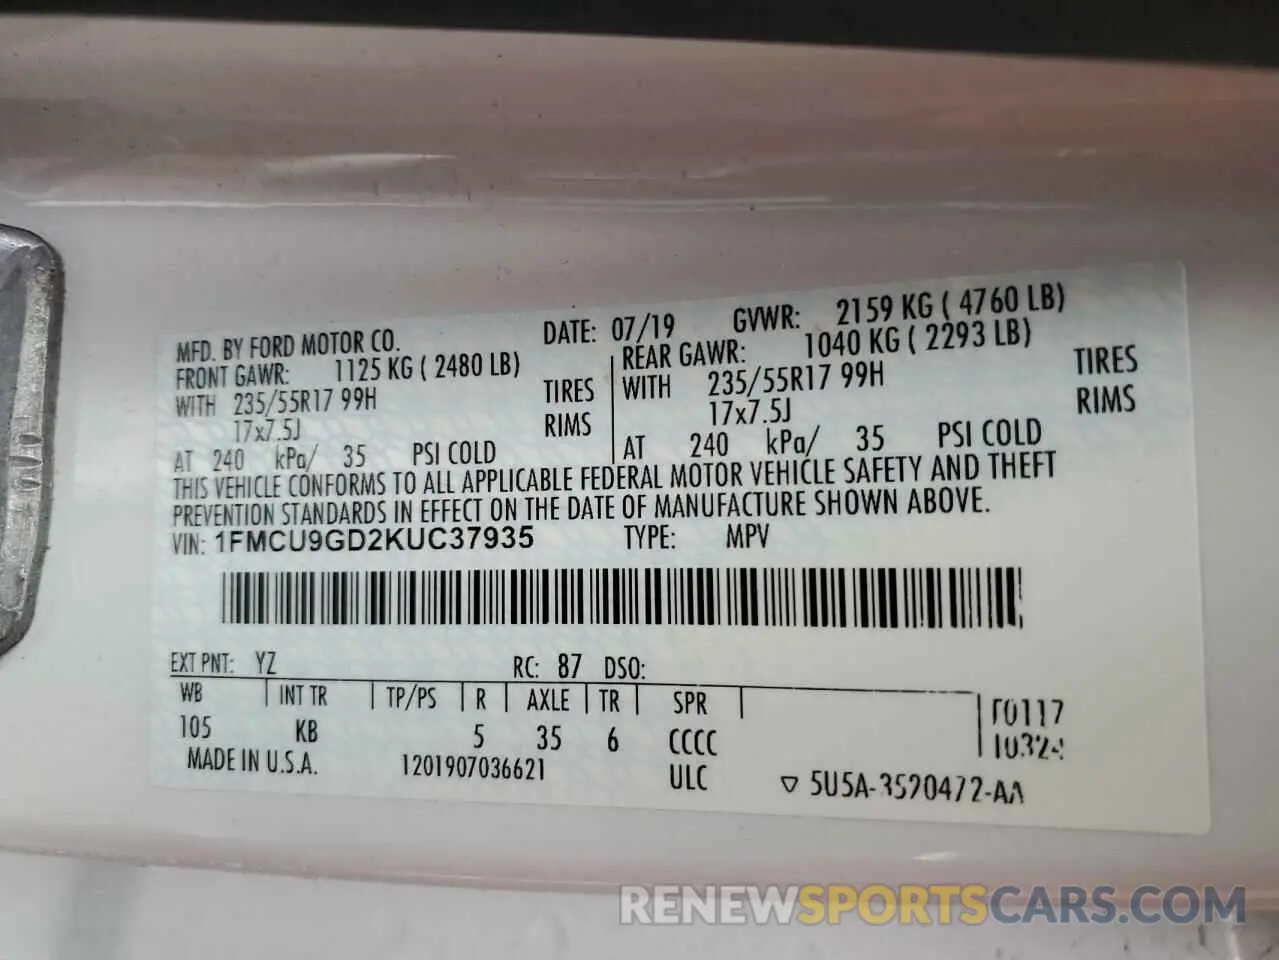 MFD. BY FORD MOTOR CO. DATE: 07/19 GVWR: 2159 KG ( 4760 LB)
FRONT GAWR: 1125 KG ( 2480 LB) REAR GAWR: 1040 KG ( 2293 LB)
WITH 235/55R17 99H TIRES WITH 235/55R17 99H TIRES
17x7.5J RIMS 17x7.5J RIMS
AT 240 kPa/ 35 PSI COLD AT 240 kPa/ 35 PSI COLD
THIS VEHICLE CONFORMS TO ALL APPLICABLE FEDERAL MOTOR VEHICLE SAFETY AND THEFT
PREVENTION STANDARDS IN EFFECT ON THE DATE OF MANUFACTURE SHOWN ABOVE.
VIN: 1FMCU9GD2KUC37935 TYPE: MPV
EXT PNT: YZ RC: 87 DSO:
WB INT TR TP/PS R AXLE TR SPR
105 KB 5 35 6 CCCC
MADE IN U.S.A. 1201907036621 ULC
5U5A-3520472-AA
RENEWSPORTSCARS.COM